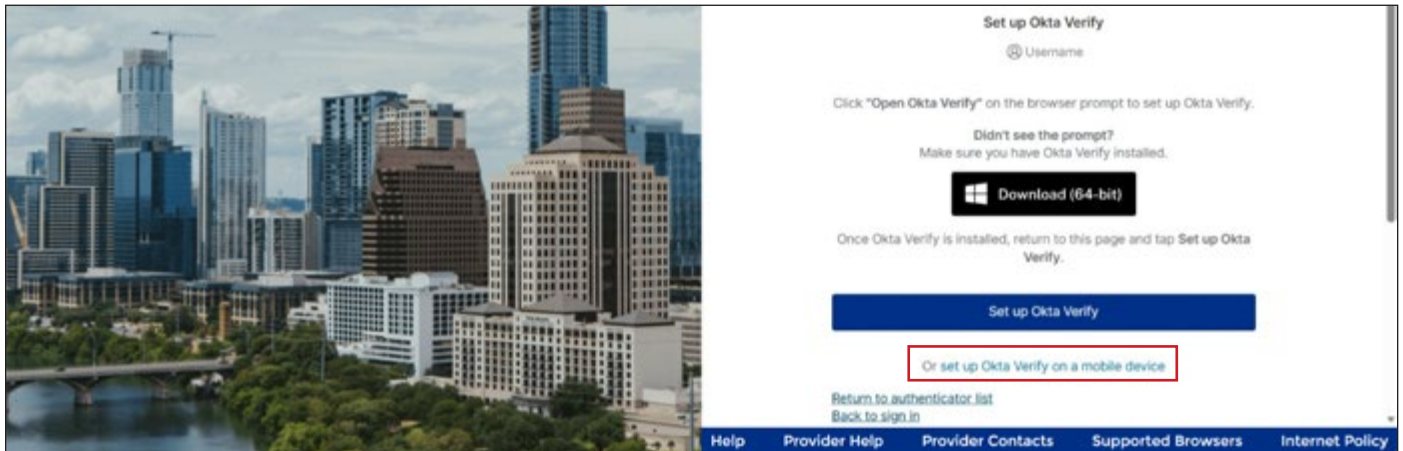 Set up Okta Verify
Username
Click "Open Okta Verify" on the browser prompt to set up Okta Verify.
Didn't see the prompt?
Make sure you have Okta Verify installed.
Download (64-bit)
Once Okta Verify is installed, return to this page and tap Set up Okta
Verify.
Set up Okta Verify
Or set up Okta Verify on a mobile device
Return to authenticator list
Back to sign in
Help Provider Help Provider Contacts Supported Browsers Internet Policy